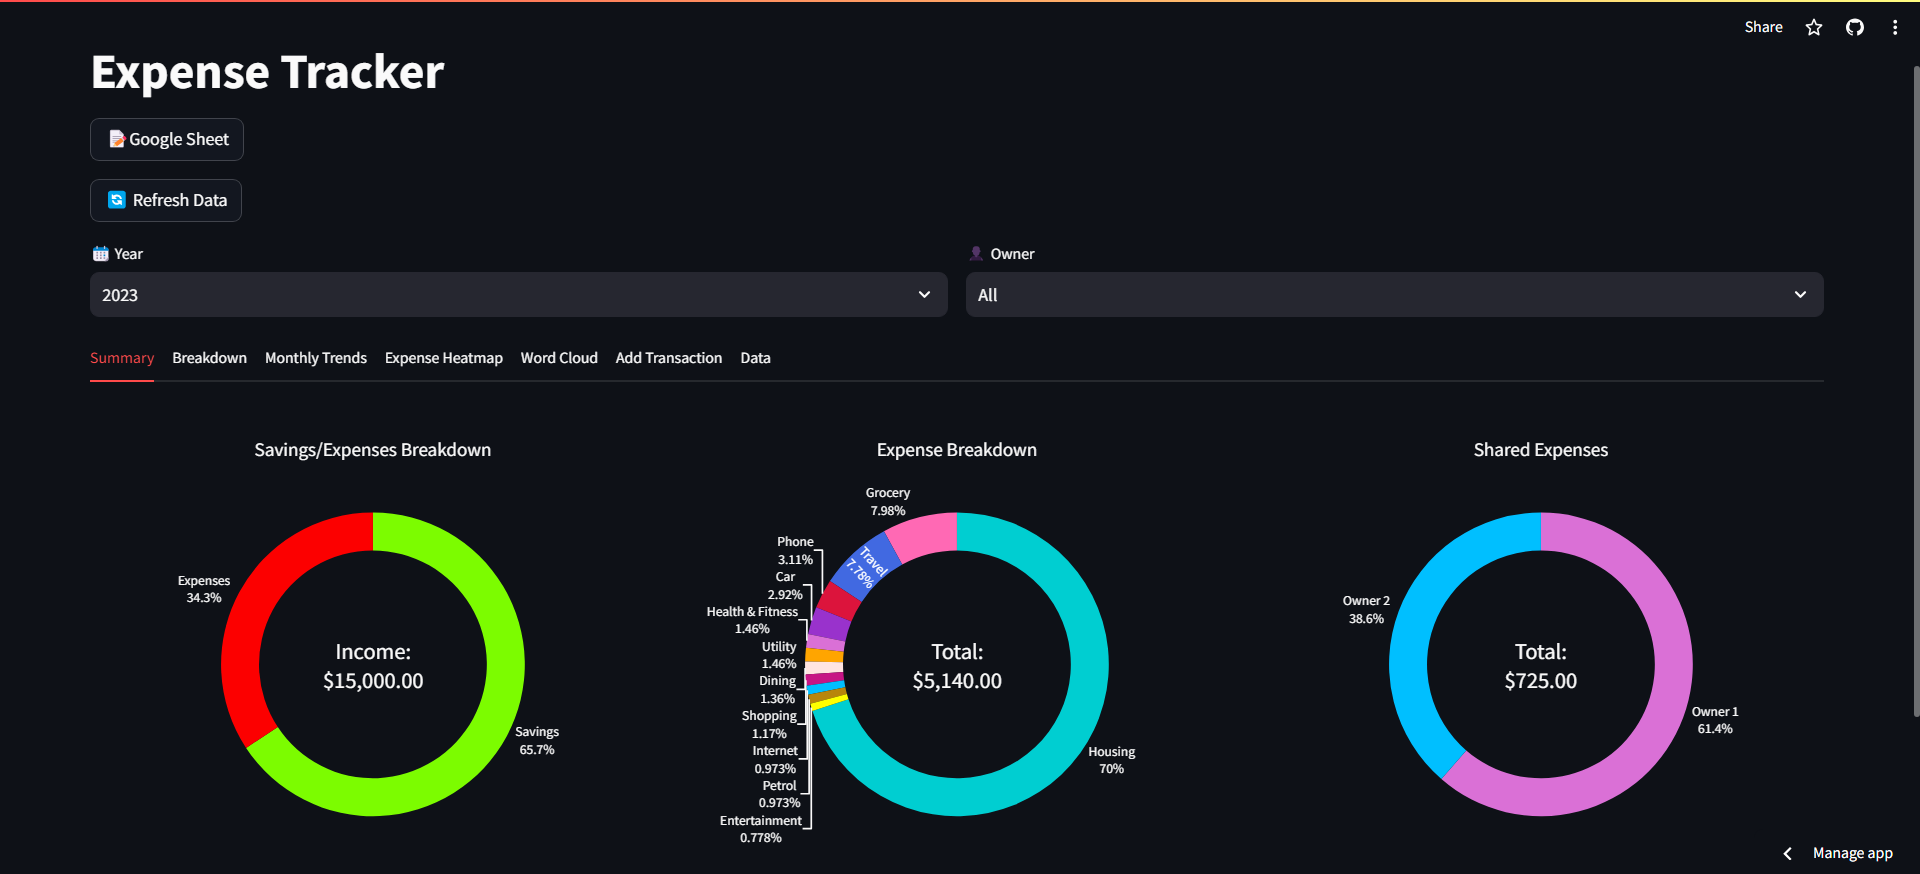 Share
Expense Tracker
Google Sheet
Refresh Data
Year
Owner
2023
All
Summary
Breakdown
Monthly Trends
Expense Heatmap
Word Cloud
Add Transaction
Data
Savings/Expenses Breakdown
Expenses
34.3%
Income:
$15,000.00
Savings
65.7%
Expense Breakdown
Grocery
7.98%
Travel
7.78%
Phone
3.11%
Car
2.92%
Health & Fitness
1.46%
Utility
1.46%
Dining
1.36%
Shopping
1.17%
Internet
0.973%
Petrol
0.973%
Entertainment
0.778%
Total:
$5,140.00
Housing
70%
Shared Expenses
Owner 2
38.6%
Total:
$725.00
Owner 1
61.4%
Manage app